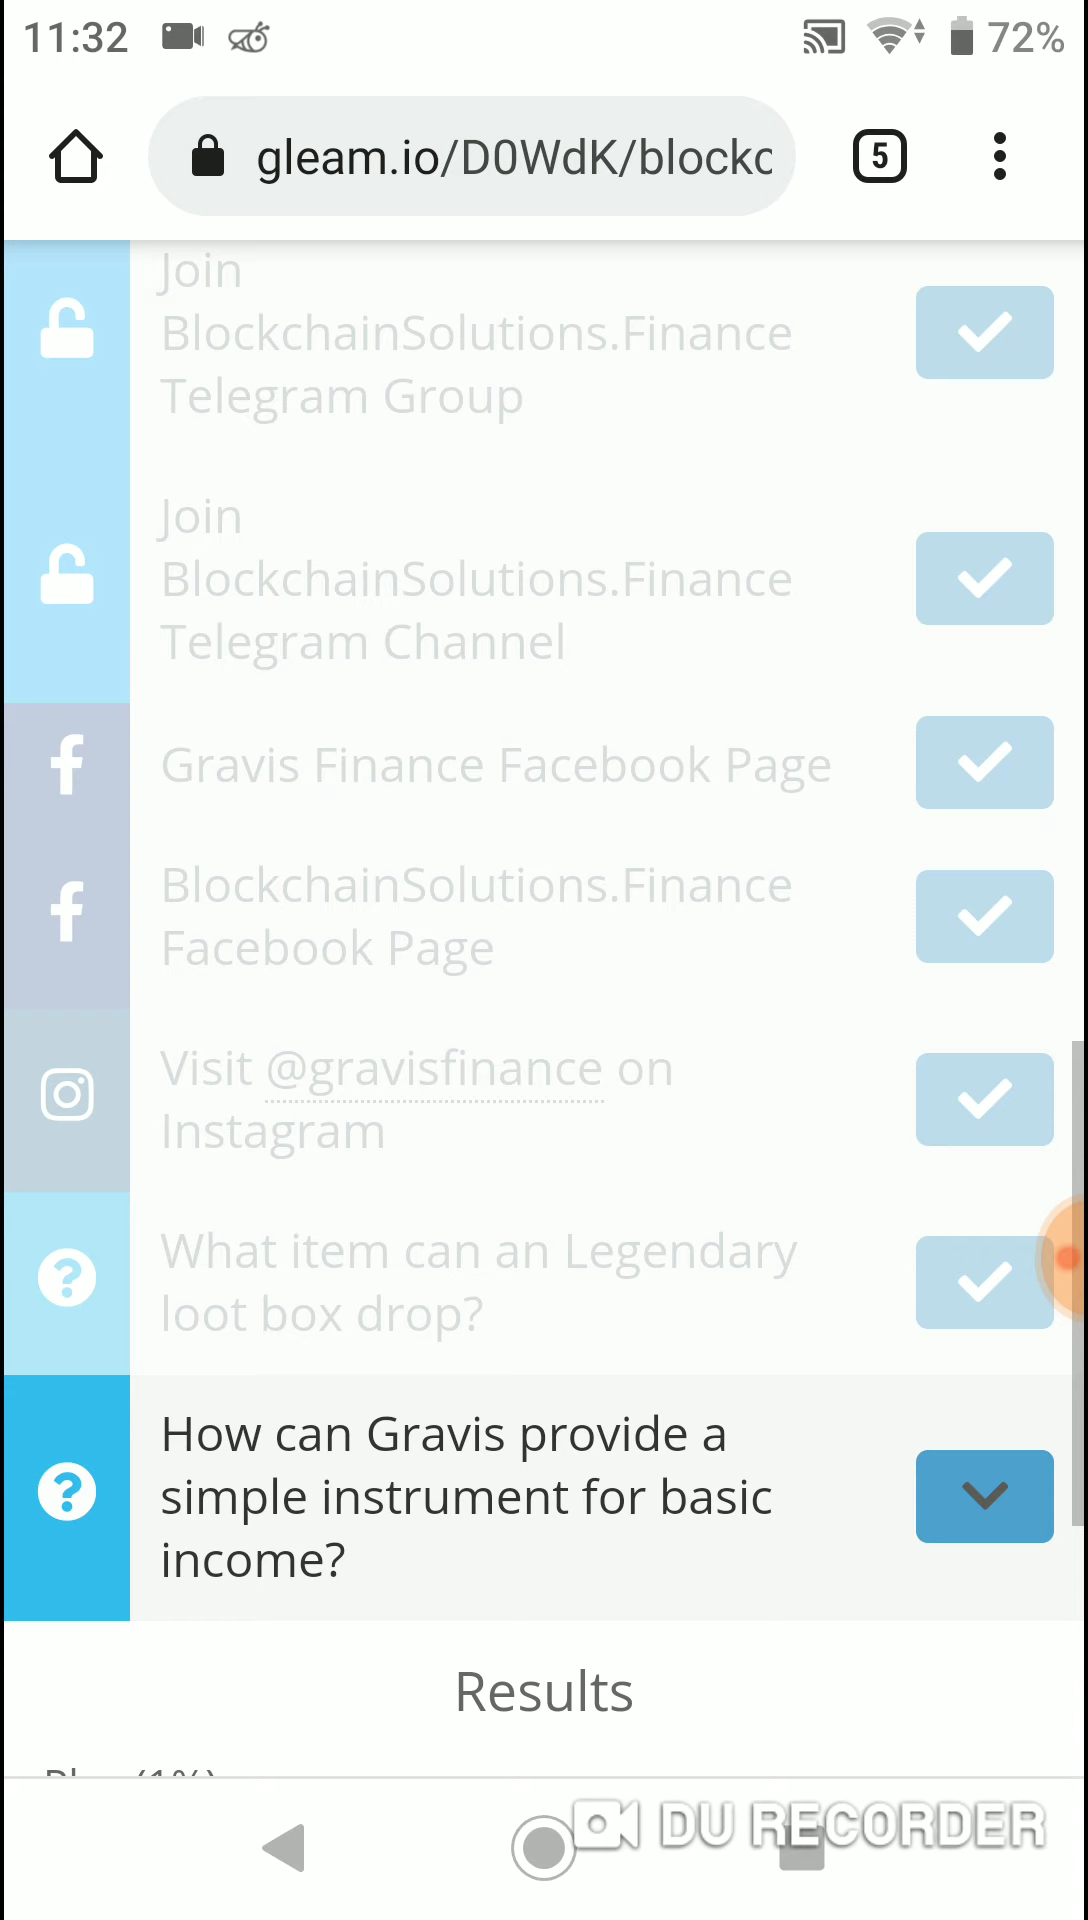 11:32
72%
gleam.io/D0WdK/blockc
5
Join
BlockchainSolutions.Finance
Telegram Group
Join
BlockchainSolutions.Finance
Telegram Channel
Gravis Finance Facebook Page
BlockchainSolutions.Finance
Facebook Page
Visit @gravisfinance on
Instagram
What item can an Legendary
loot box drop?
How can Gravis provide a
simple instrument for basic
income?
Results
(1%)
DU RECORDER